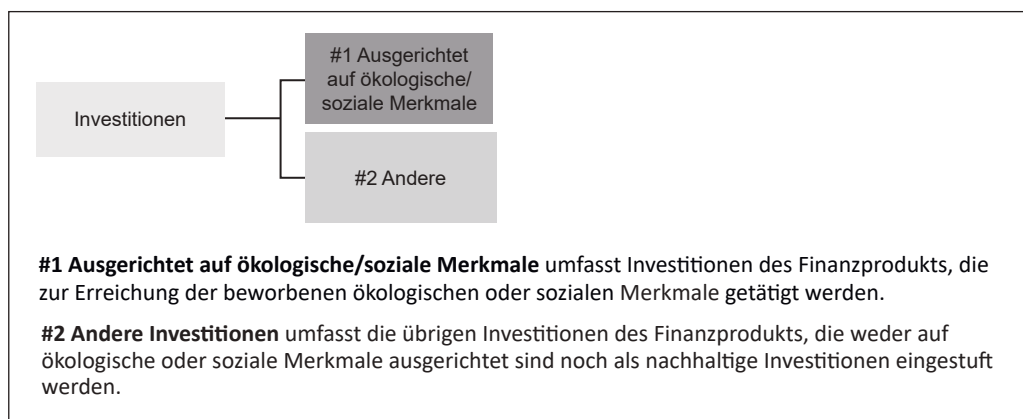 #1 Ausgerichtet
auf ökologische/
soziale Merkmale
Investitionen
#2 Andere
#1 Ausgerichtet auf ökologische/soziale Merkmale umfasst Investitionen des Finanzprodukts, die
zur Erreichung der beworbenen ökologischen oder sozialen Merkmale getätigt werden.
#2 Andere Investitionen umfasst die übrigen Investitionen des Finanzprodukts, die weder auf
ökologische oder soziale Merkmale ausgerichtet sind noch als nachhaltige Investitionen eingestuft
werden.